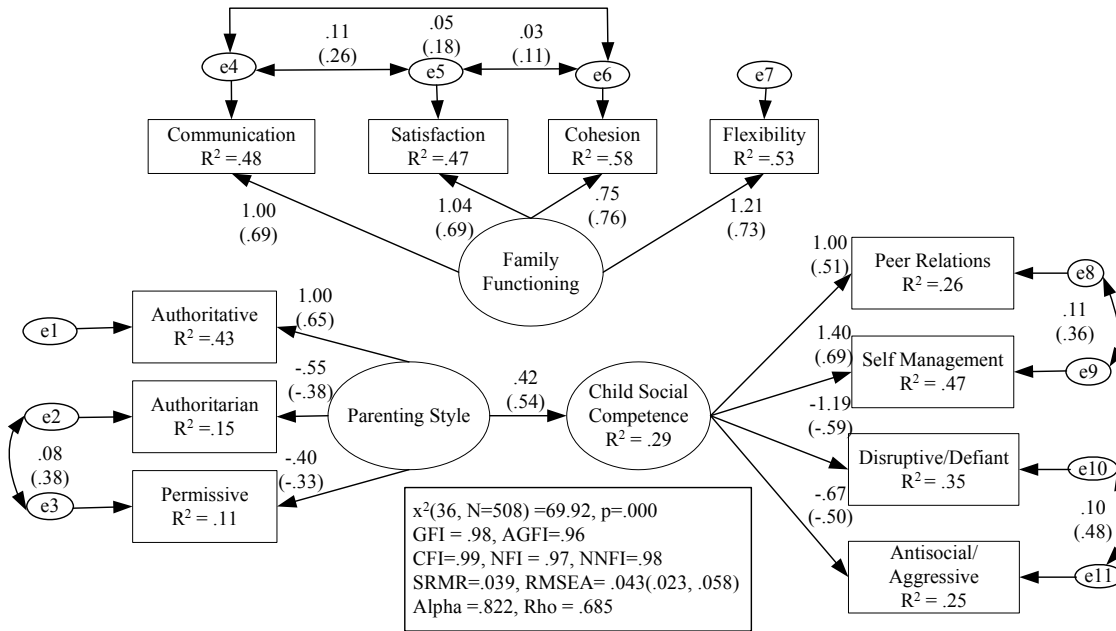 .11
(.26)
.05
(.18)
.03
(.11)
e4
e5
e6
e7
Communication
R² =.48
Satisfaction
R² =.47
Cohesion
R² =.58
Flexibility
R² =.53
1.00
(.69)
1.04
(.69)
.75
(.76)
1.21
(.73)
Family
Functioning
e1
Authoritative
R² =.43
1.00
(.65)
e2
Authoritarian
R² =.15
-.55
(-.38)
.08
(.38)
e3
Permissive
R² = .11
-.40
(-.33)
Parenting Style
.42
(.54)
Child Social
Competence
R² = .29
1.00
(.51)
Peer Relations
R² = .26
e8
.11
(.36)
1.40
(.69)
Self Management
R² = .47
e9
-1.19
(-.59)
Disruptive/Defiant
R² = .35
e10
.10
(.48)
-.67
(-.50)
Antisocial/
Aggressive
R² = .25
e11
x²(36, N=508) =69.92, p=.000
GFI = .98, AGFI=.96
CFI=.99, NFI = .97, NNFI=.98
SRMR=.039, RMSEA= .043(.023, .058)
Alpha =.822, Rho = .685